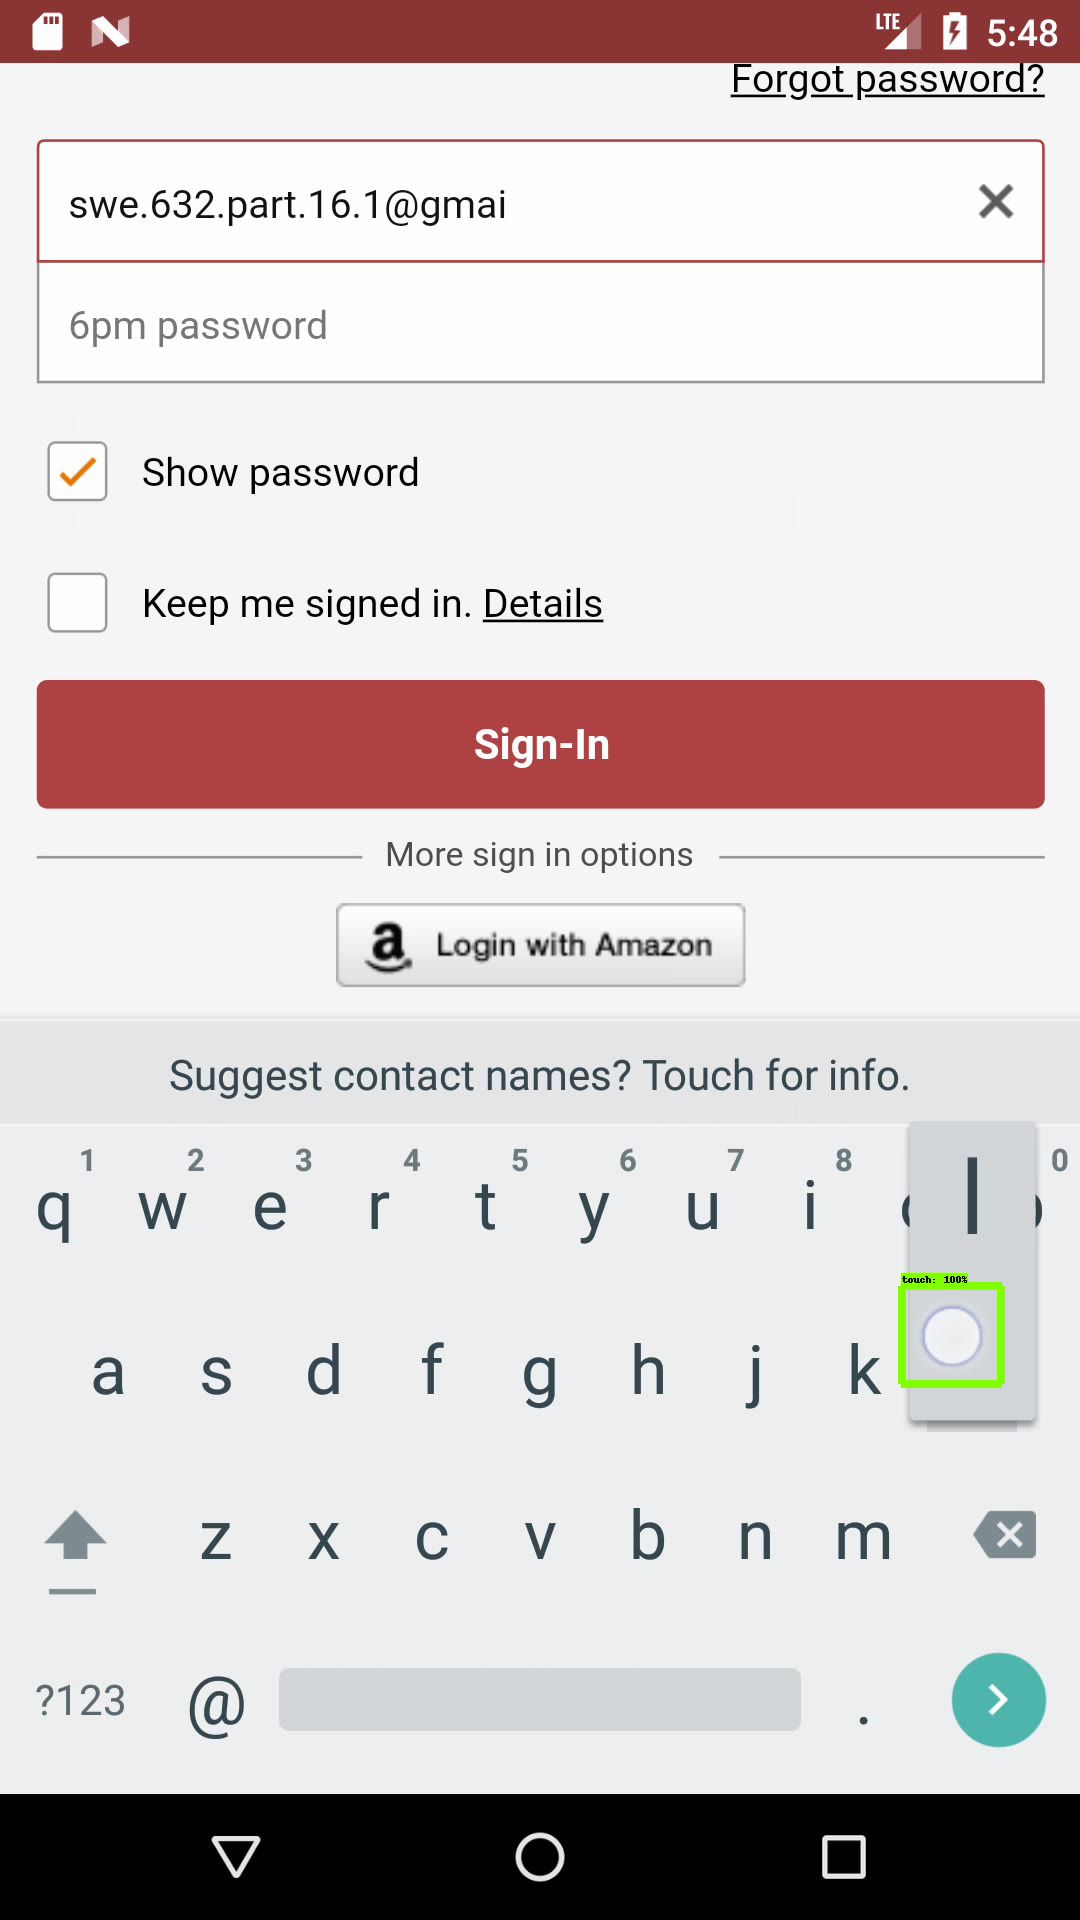 LTE 5:48
Forgot password?
swe.632.part.16.1@gmai
6pm password
Show password
Keep me signed in. Details
Sign-In
More sign in options
a Login with Amazon
Suggest contact names? Touch for info.
1 2 3 4 5 6 7 8 0
q w e r t y u i l
touch: 100%
a s d f g h j k
z x c v b n m
?123 @ .